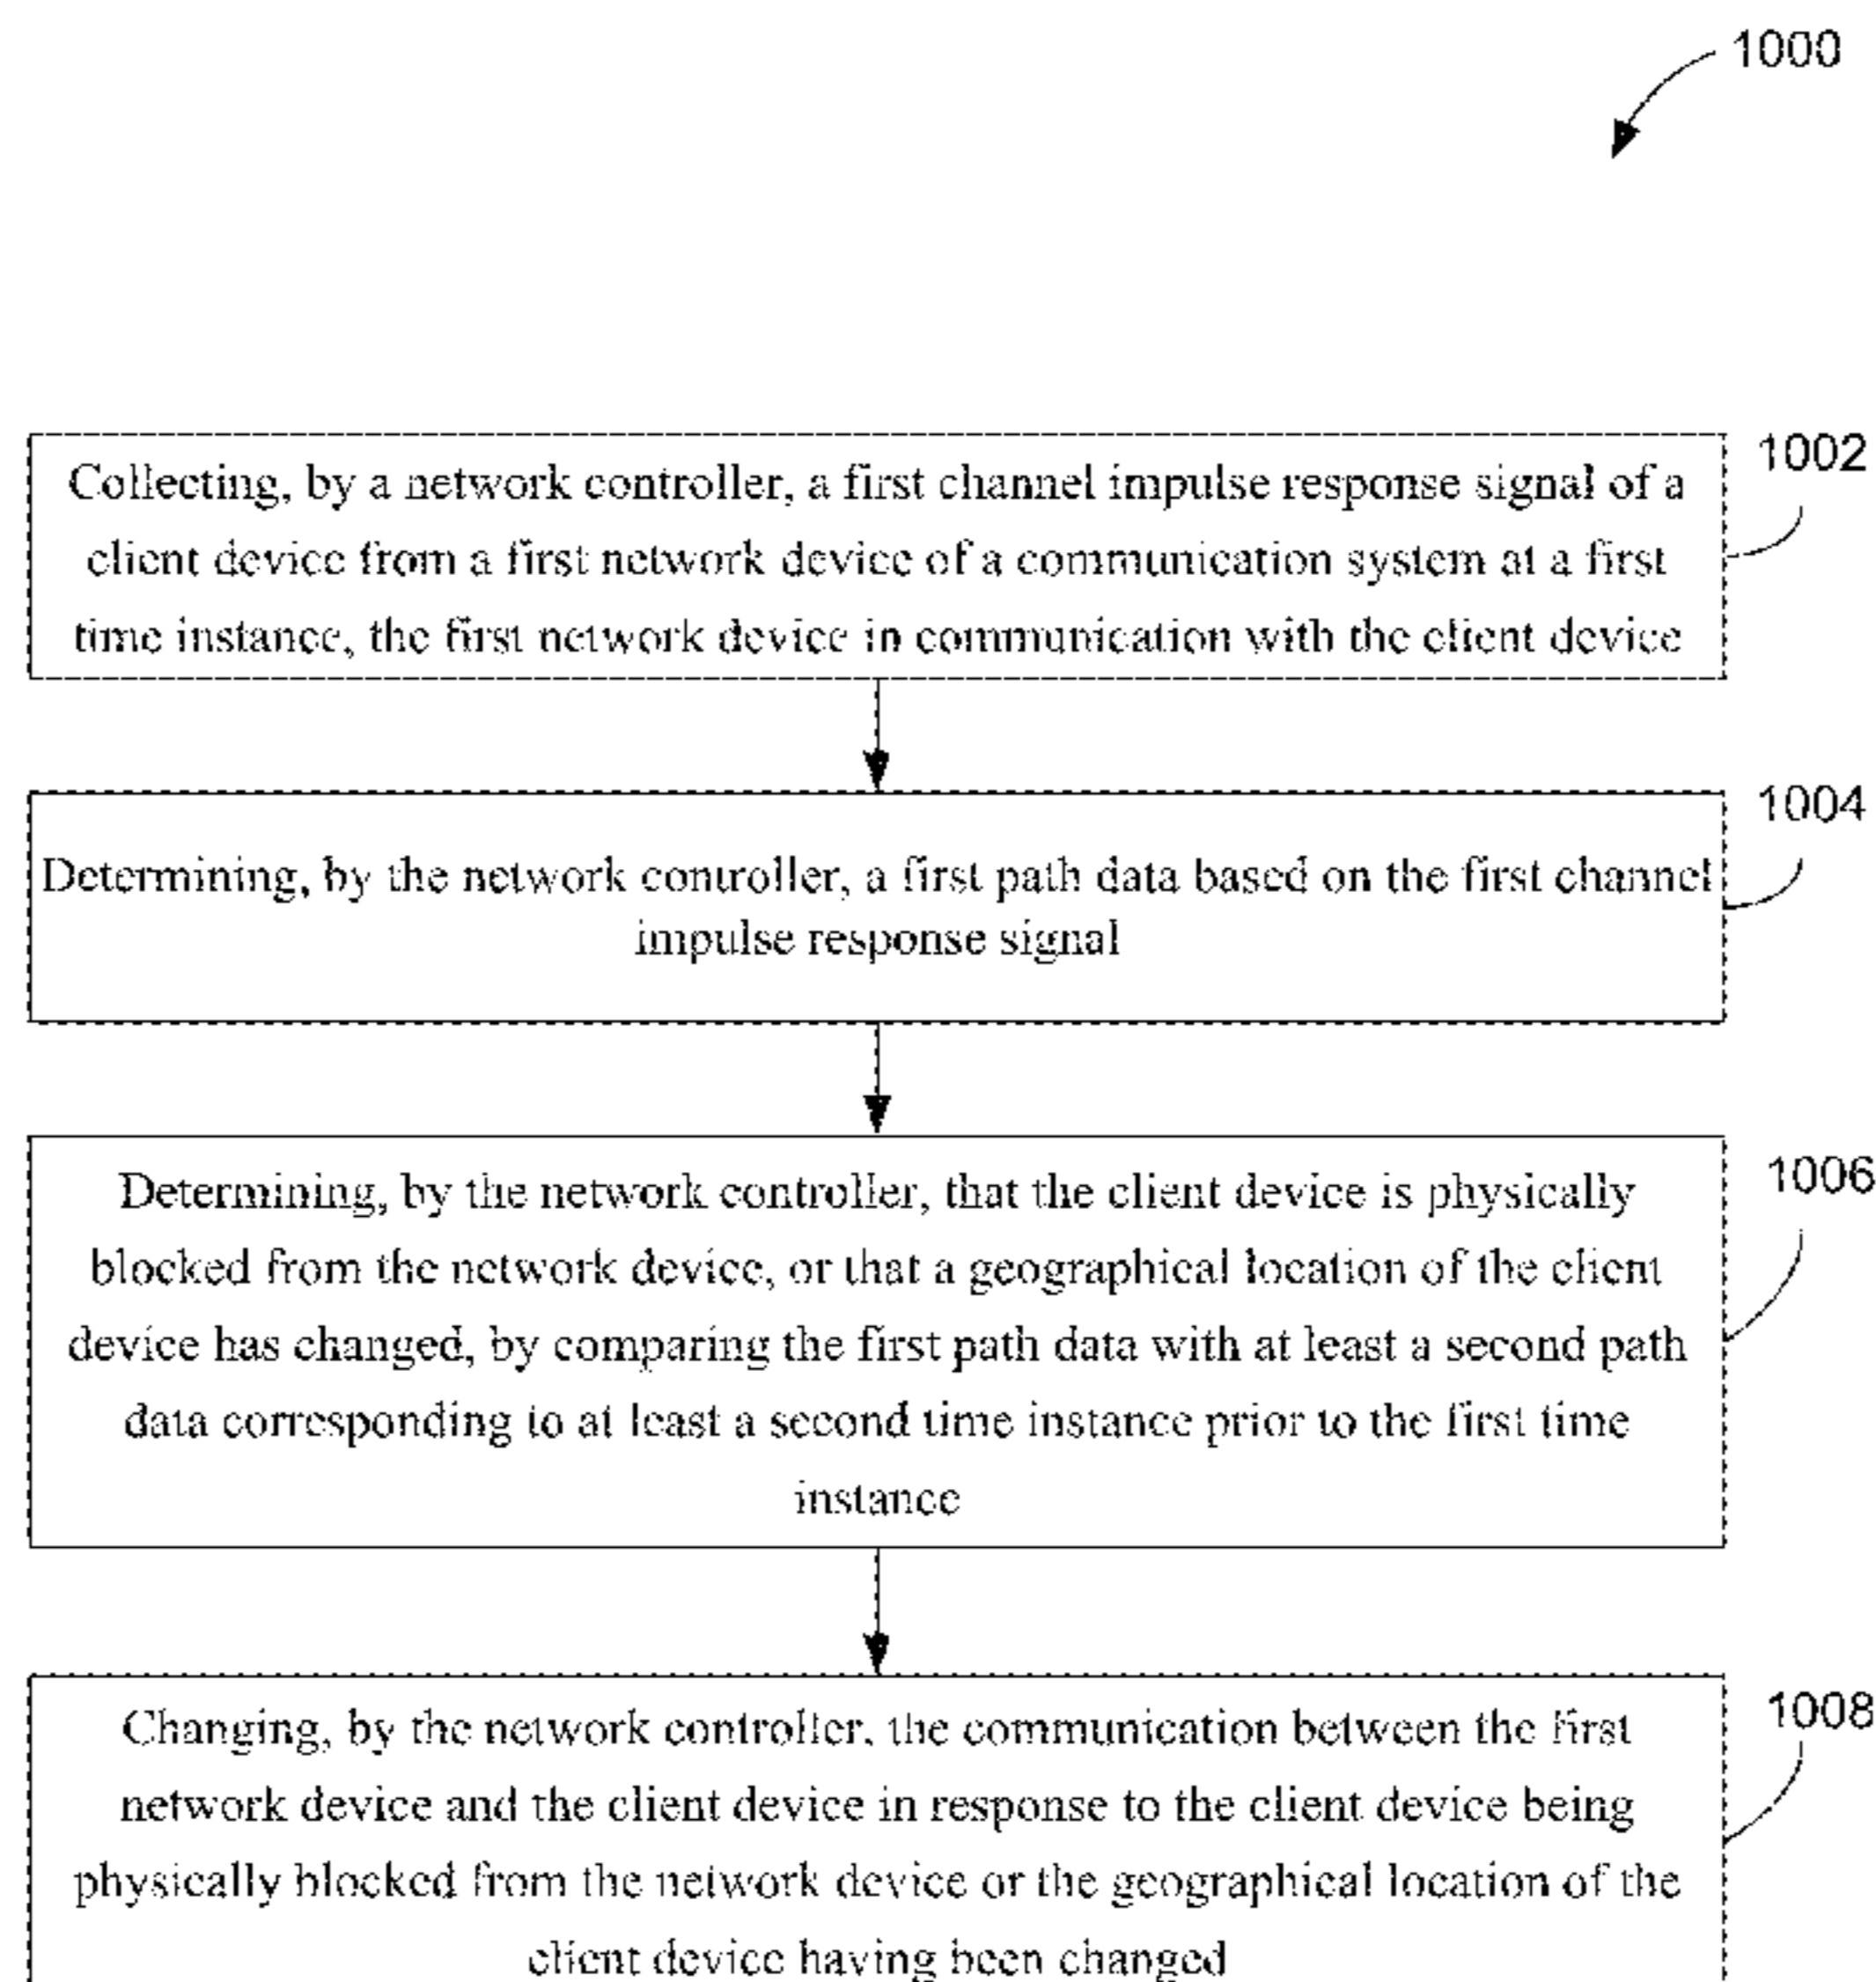 1000
1002
Collecting, by a network controller, a first channel impulse response signal of a
client device from a first network device of a communication system at a first
time instance, the first network device in communication with the client device
1004
Determining, by the network controller, a first path data based on the first channel
impulse response signal
1006
Determining, by the network controller, that the client device is physically
blocked from the network device, or that a geographical location of the client
device has changed, by comparing the first path data with at least a second path
data corresponding to at least a second time instance prior to the first time
instance
1008
Changing, by the network controller, the communication between the first
network device and the client device in response to the client device being
physically blocked from the network device or the geographical location of the
client device having been changed